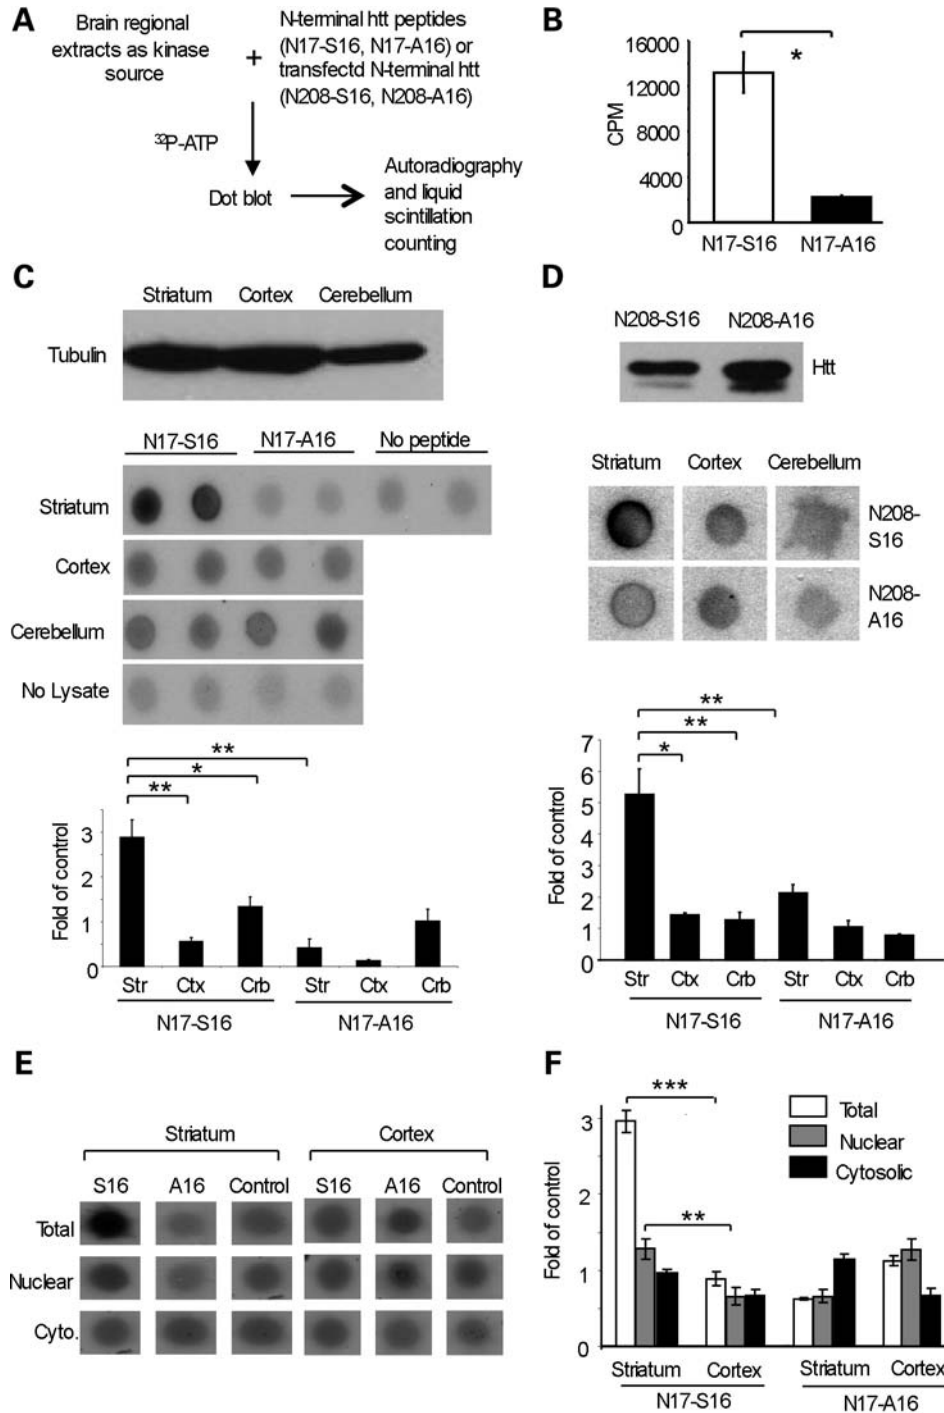 A
Brain regional
extracts as kinase
source
+
N-terminal htt peptides
(N17-S16, N17-A16) or
transfectd N-terminal htt
(N208-S16, N208-A16)
32P-ATP
Dot blot
Autoradiography
and liquid
scintillation
counting
B
16000
12000
8000
4000
0
CPM
*
N17-S16 N17-A16
C
Striatum Cortex Cerebellum
Tubulin
N17-S16 N17-A16 No peptide
Striatum
Cortex
Cerebellum
No Lysate
**
*
**
Fold of control
3
2
1
0
Str Ctx Crb Str Ctx Crb
N17-S16 N17-A16
D
N208-S16 N208-A16
Htt
Striatum Cortex Cerebellum
N208-
S16
N208-
A16
**
**
*
Fold of control
7
6
5
4
3
2
1
0
Str Ctx Crb Str Ctx Crb
N17-S16 N17-A16
E
Striatum Cortex
S16 A16 Control S16 A16 Control
Total
Nuclear
Cyto.
F
***
**
Total
Nuclear
Cytosolic
Fold of control
3
2
1
0
Striatum Cortex Striatum Cortex
N17-S16 N17-A16